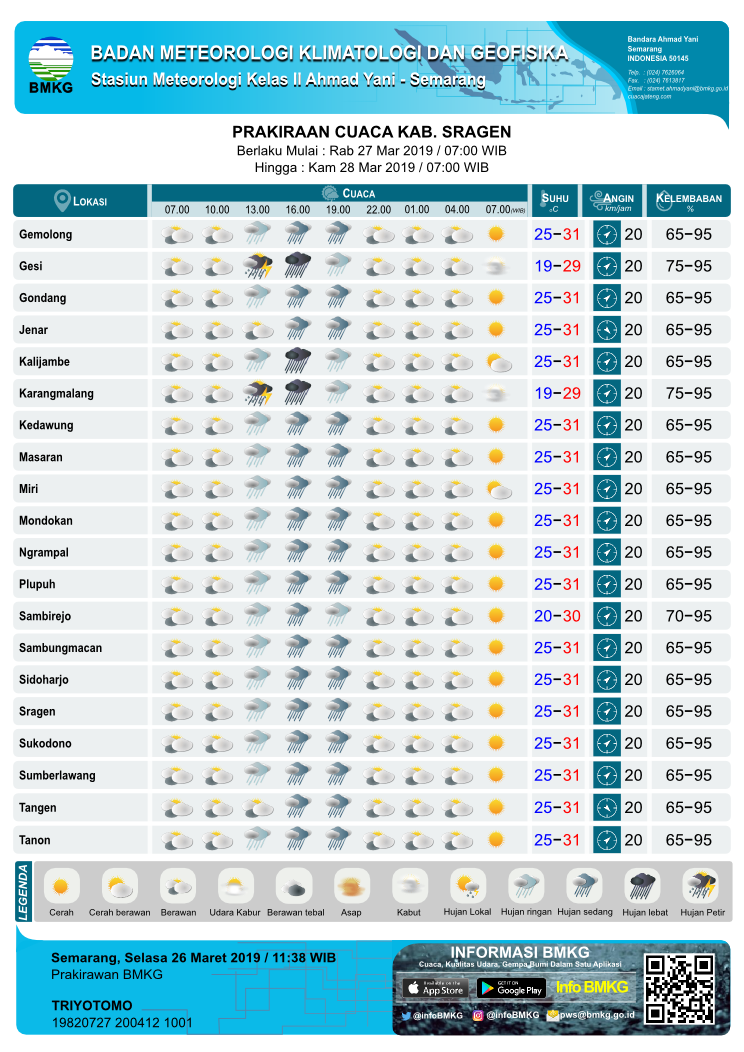 BMKG
BADAN METEOROLOGI KLIMATOLOGI DAN GEOFISIKA
Stasiun Meteorologi Kelas II Ahmad Yani - Semarang
Bandara Ahmad Yani
Semarang
INDONESIA 50145
Telp. : (024) 7626064
Fax. : (024) 7613817
Email : stamet.ahmadyani@bmkg.go.id
cuacajateng.com
PRAKIRAAN CUACA KAB. SRAGEN
Berlaku Mulai : Rab 27 Mar 2019 / 07:00 WIB
Hingga : Kam 28 Mar 2019 / 07:00 WIB
LOKASI CUACA SUHU °C ANGIN km/jam KELEMBABAN %
07.00 10.00 13.00 16.00 19.00 22.00 01.00 04.00 07.00 (WIB)
Gemolong 25-31 20 65-95
Gesi 19-29 20 75-95
Gondang 25-31 20 65-95
Jenar 25-31 20 65-95
Kalijambe 25-31 20 65-95
Karangmalang 19-29 20 75-95
Kedawung 25-31 20 65-95
Masaran 25-31 20 65-95
Miri 25-31 20 65-95
Mondokan 25-31 20 65-95
Ngrampal 25-31 20 65-95
Plupuh 25-31 20 65-95
Sambirejo 20-30 20 70-95
Sambungmacan 25-31 20 65-95
Sidoharjo 25-31 20 65-95
Sragen 25-31 20 65-95
Sukodono 25-31 20 65-95
Sumberlawang 25-31 20 65-95
Tangen 25-31 20 65-95
Tanon 25-31 20 65-95
LEGENDA
Cerah Cerah berawan Berawan Udara Kabur Berawan tebal Asap Kabut Hujan Lokal Hujan ringan Hujan sedang Hujan lebat Hujan Petir
Semarang, Selasa 26 Maret 2019 / 11:38 WIB
Prakirawan BMKG
TRIYOTOMO
19820727 200412 1001
INFORMASI BMKG
Cuaca, Kualitas Udara, Gempa Bumi Dalam Satu Aplikasi
Available on the App Store
GET IT ON Google Play
Info BMKG
@infoBMKG @infoBMKG pws@bmkg.go.id